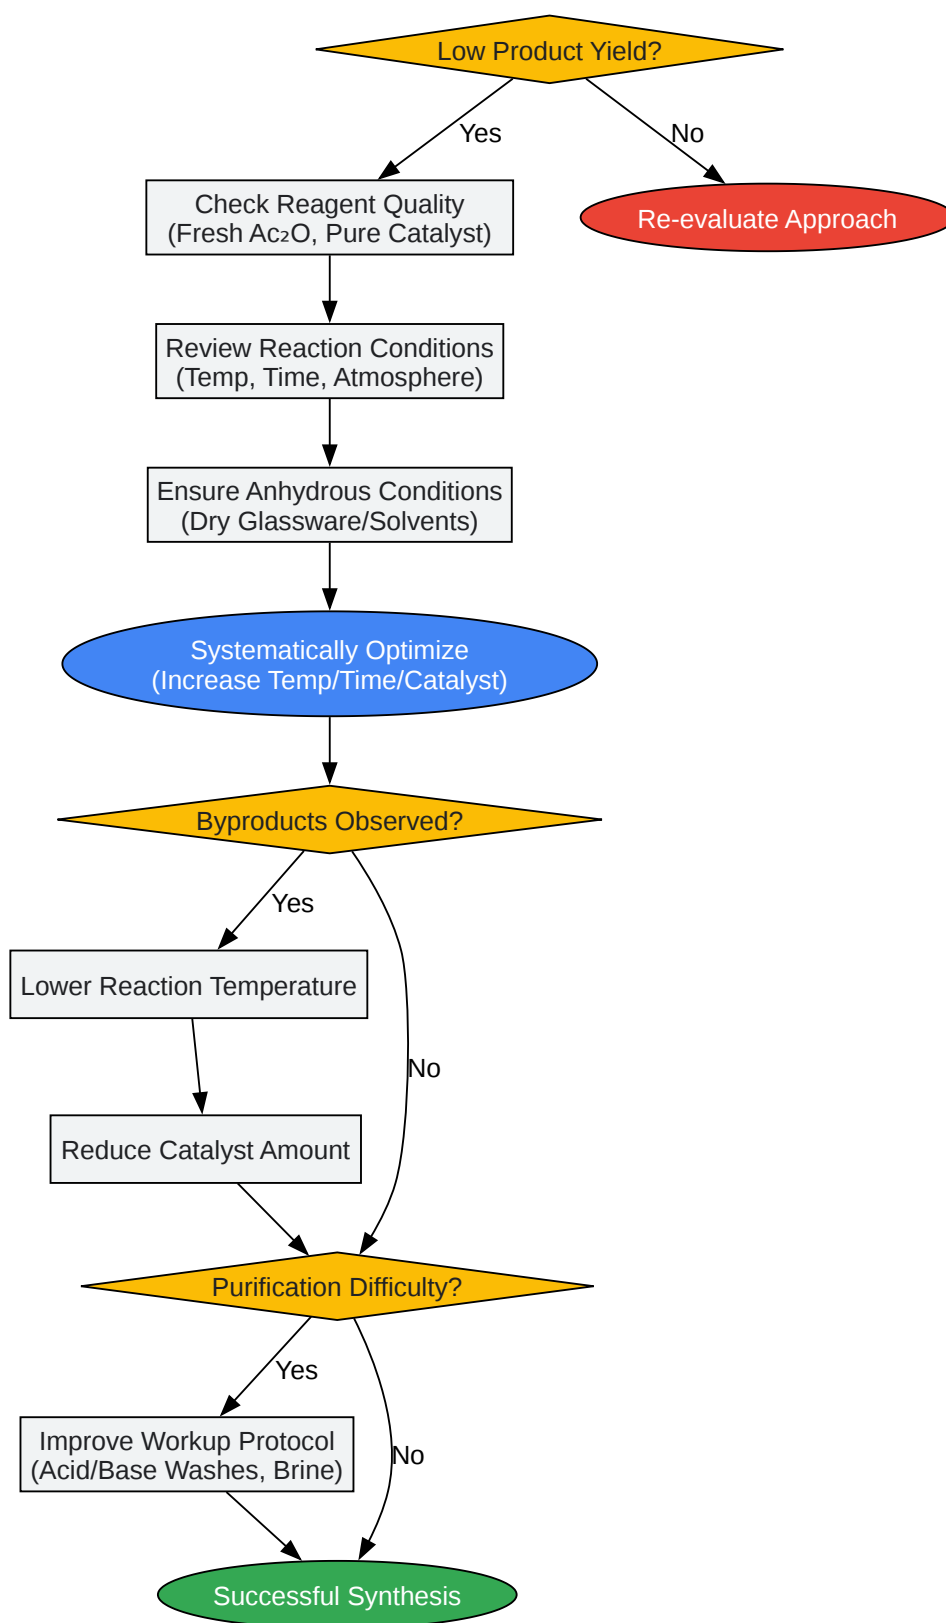 Low Product Yield?
Yes
No
Check Reagent Quality
(Fresh Ac₂O, Pure Catalyst)
Re-evaluate Approach
Review Reaction Conditions
(Temp, Time, Atmosphere)
Ensure Anhydrous Conditions
(Dry Glassware/Solvents)
Systematically Optimize
(Increase Temp/Time/Catalyst)
Byproducts Observed?
Yes
Lower Reaction Temperature
No
Reduce Catalyst Amount
Purification Difficulty?
Yes
Improve Workup Protocol
(Acid/Base Washes, Brine)
No
Successful Synthesis